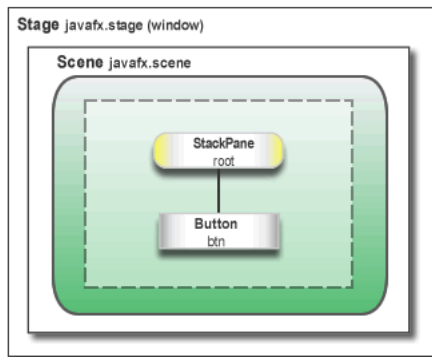 Stage javafx.stage (window)
Scene javafx.scene
StackPane
root
Button
btn